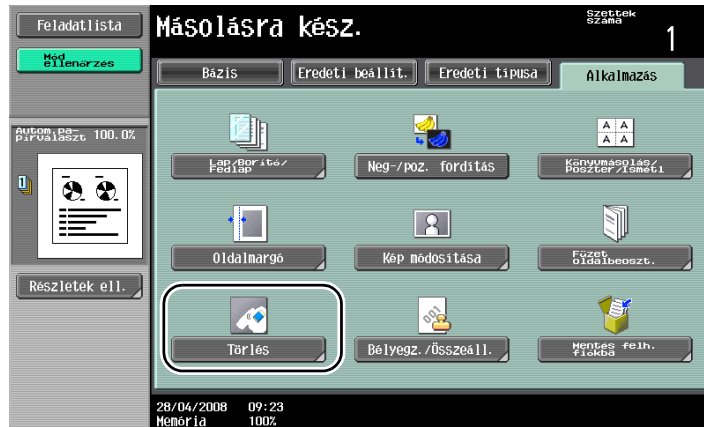 Feladatlista
Mód
ellenőrzés
Másolásra kész.
Szettek
száma
1
Bázis
Eredeti beállít.
Eredeti típusa
Alkalmazás
Autom.pa-
pírválaszt 100.0%
1
Részletek ell.
Lap/Borító/
Fedlap
Neg-/poz. fordítás
A A
A A
Könyvmásolás/
Poszter/Ismétl
Oldalmargó
Kép módosítása
Füzet
oldalbeoszt.
Törlés
001
Bélyegz./Összeáll.
Mentés felh.
fiókba
28/04/2008 09:23
Memória 100%